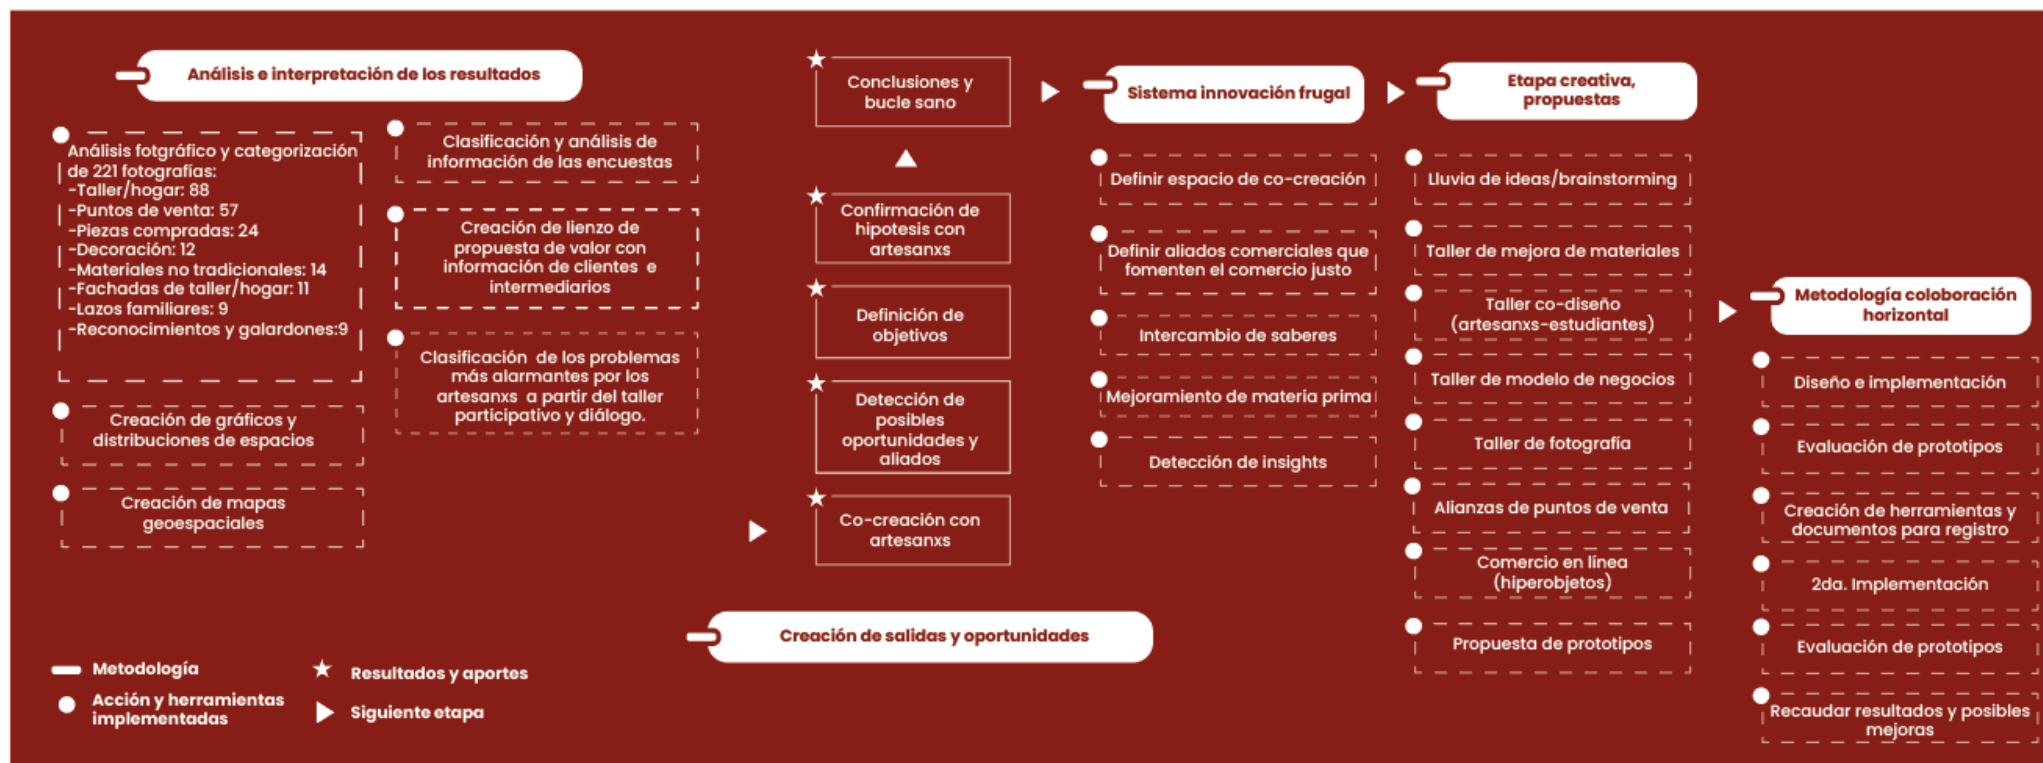 Análisis e interpretación de los resultados
Análisis fotgráfico y categorización
de 221 fotografías:
-Taller/hogar: 88
-Puntos de venta: 57
-Piezas compradas: 24
-Decoración: 12
-Materiales no tradicionales: 14
-Fachadas de taller/hogar: 11
-Lazos familiares: 9
-Reconocimientos y galardones:9
Creación de gráficos y
distribuciones de espacios
Creación de mapas
geoespaciales
Clasificación y análisis de
información de las encuestas
Creación de lienzo de
propuesta de valor con
información de clientes e
intermediarios
Clasificación de los problemas
más alarmantes por los
artesanxs a partir del taller
participativo y diálogo.
Conclusiones y
bucle sano
Confirmación de
hipotesis con
artesanxs
Definición de
objetivos
Detección de
posibles
oportunidades y
aliados
Co-creación con
artesanxs
Creación de salidas y oportunidades
Sistema innovación frugal
Definir espacio de co-creación
Definir aliados comerciales que
fomenten el comercio justo
Intercambio de saberes
Mejoramiento de materia prima
Detección de insights
Etapa creativa,
propuestas
Lluvia de ideas/brainstorming
Taller de mejora de materiales
Taller co-diseño
(artesanxs-estudiantes)
Taller de modelo de negocios
Taller de fotografía
Alianzas de puntos de venta
Comercio en línea
(hiperobjetos)
Propuesta de prototipos
Metodología coloboración
horizontal
Diseño e implementación
Evaluación de prototipos
Creación de herramientas y
documentos para registro
2da. Implementación
Evaluación de prototipos
Recaudar resultados y posibles
mejoras
Metodología
Acción y herramientas
implementadas
Resultados y aportes
Siguiente etapa